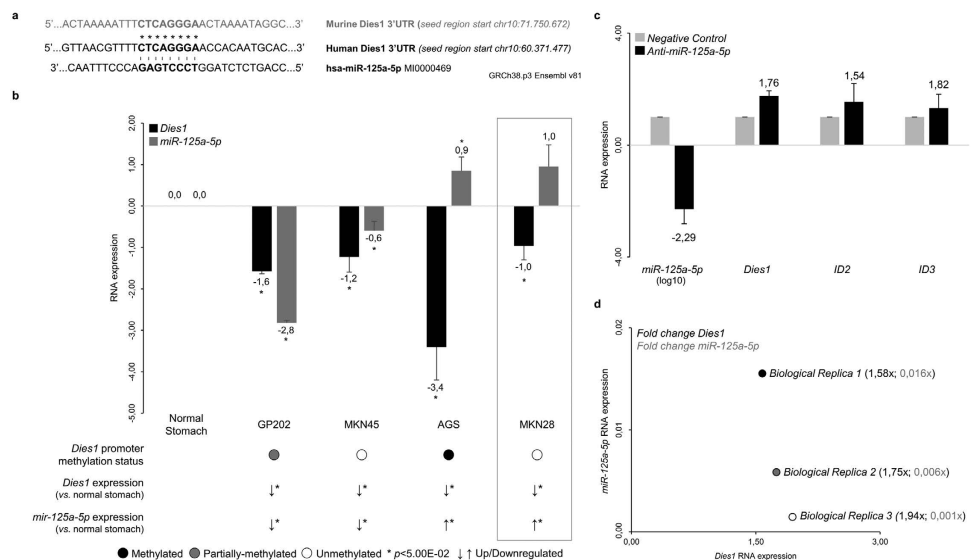 a
5'...ACTAAAAATTTCTCAGGGAACTAAAATAGGC...3' Murine Dies1 3'UTR (seed region start chr10:71.750.672)
* * * * * * * *
5'...GTTAACGTTTTCTCAGGGAACCACAATGCAC...3' Human Dies1 3'UTR (seed region start chr10:60.371.477)
3'...CAATTTCCCAGAGTCCCTGGATCTCTGACC...5' hsa-miR-125a-5p MI0000469
GRCh38.p3 Ensembl v81
b
Dies1
miR-125a-5p
RNA expression
2,00
1,00
0,00
-1,00
-2,00
-3,00
-4,00
-5,00
0,0 0,0
-1,6
*
-2,8
*
-1,2
*
-0,6
*
-3,4
*
*
0,9
-1,0
*
1,0
Normal Stomach
GP202
MKN45
AGS
MKN28
Dies1 promoter
methylation status
Dies1 expression
(vs. normal stomach)
↓* ↓* ↓* ↓*
mir-125a-5p expression
(vs. normal stomach)
↓* ↓* ↑* ↑*
Methylated Partially-methylated Unmethylated * p<5.00E-02 ↓ ↑ Up/Downregulated
c
Negative Control
Anti-miR-125a-5p
RNA expression
4,00
0,00
-4,00
-2,29
1,76
1,54
1,82
miR-125a-5p
(log10)
Dies1
ID2
ID3
d
Fold change Dies1
Fold change miR-125a-5p
miR-125a-5p RNA expression
0,02
0,01
0,00
Biological Replica 1 (1,58x; 0,016x)
Biological Replica 2 (1,75x; 0,006x)
Biological Replica 3 (1,94x; 0,001x)
0,00
1,50
3,00
Dies1 RNA expression